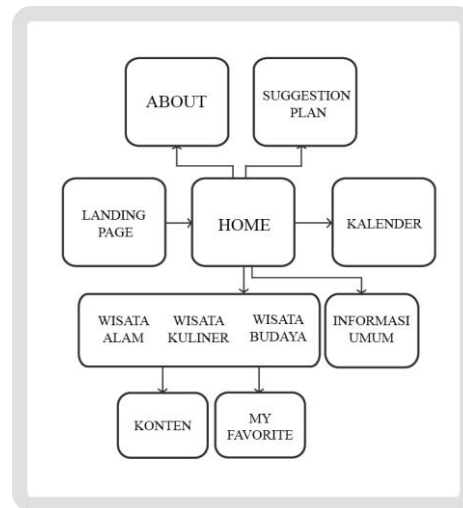 ABOUT
SUGGESTION
PLAN
LANDING
PAGE
HOME
KALENDER
WISATA
ALAM
WISATA
KULINER
WISATA
BUDAYA
INFORMASI
UMUM
KONTEN
MY
FAVORITE